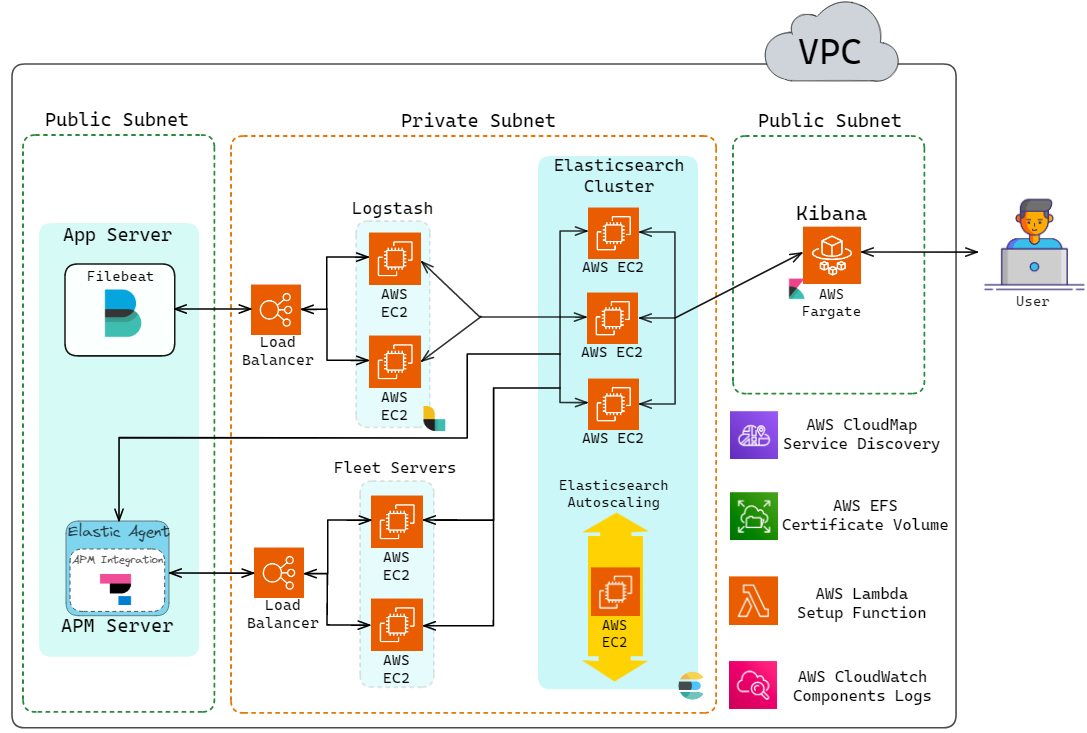 VPC
Public Subnet
Private Subnet
Public Subnet
App Server
Filebeat
Load
Balancer
Logstash
AWS
EC2
AWS
EC2
Elasticsearch
Cluster
AWS EC2
AWS EC2
AWS EC2
Kibana
AWS
Fargate
User
Elastic Agent
APM Integration
APM Server
Load
Balancer
Fleet Servers
AWS
EC2
AWS
EC2
Elasticsearch
Autoscaling
AWS
EC2
AWS CloudMap
Service Discovery
AWS EFS
Certificate Volume
AWS Lambda
Setup Function
AWS CloudWatch
Components Logs